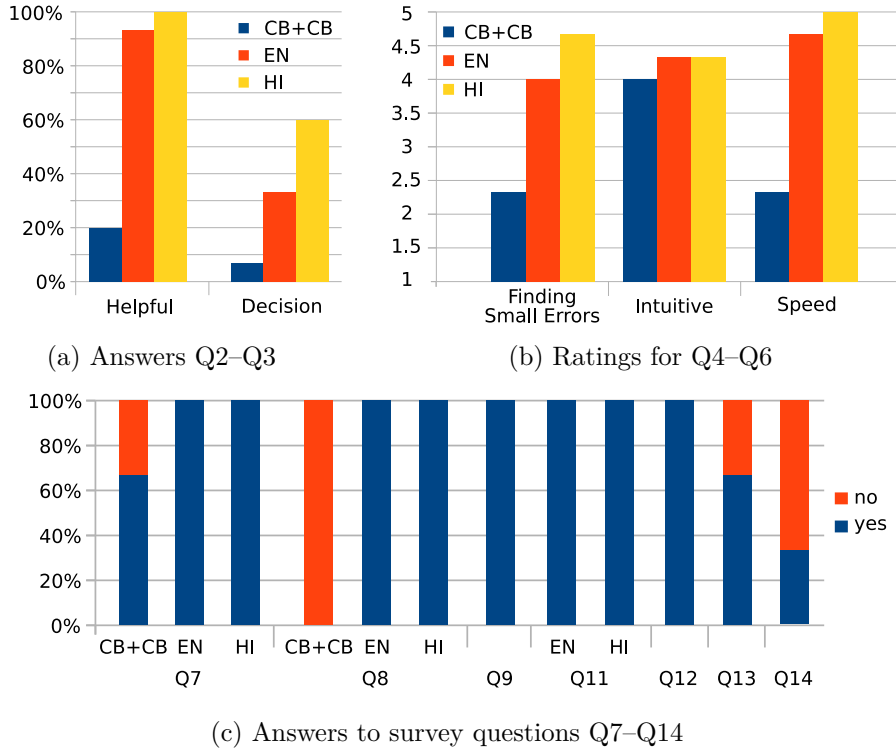 100%
80%
60%
40%
20%
0%
CB+CB
EN
HI
Helpful
Decision
(a) Answers Q2–Q3
5
4.5
4
3.5
3
2.5
2
1.5
1
CB+CB
EN
HI
Finding
Small Errors
Intuitive
Speed
(b) Ratings for Q4–Q6
100%
80%
60%
40%
20%
0%
no
yes
CB+CB EN HI CB+CB EN HI EN HI
Q7 Q8 Q9 Q11 Q12 Q13 Q14
(c) Answers to survey questions Q7–Q14